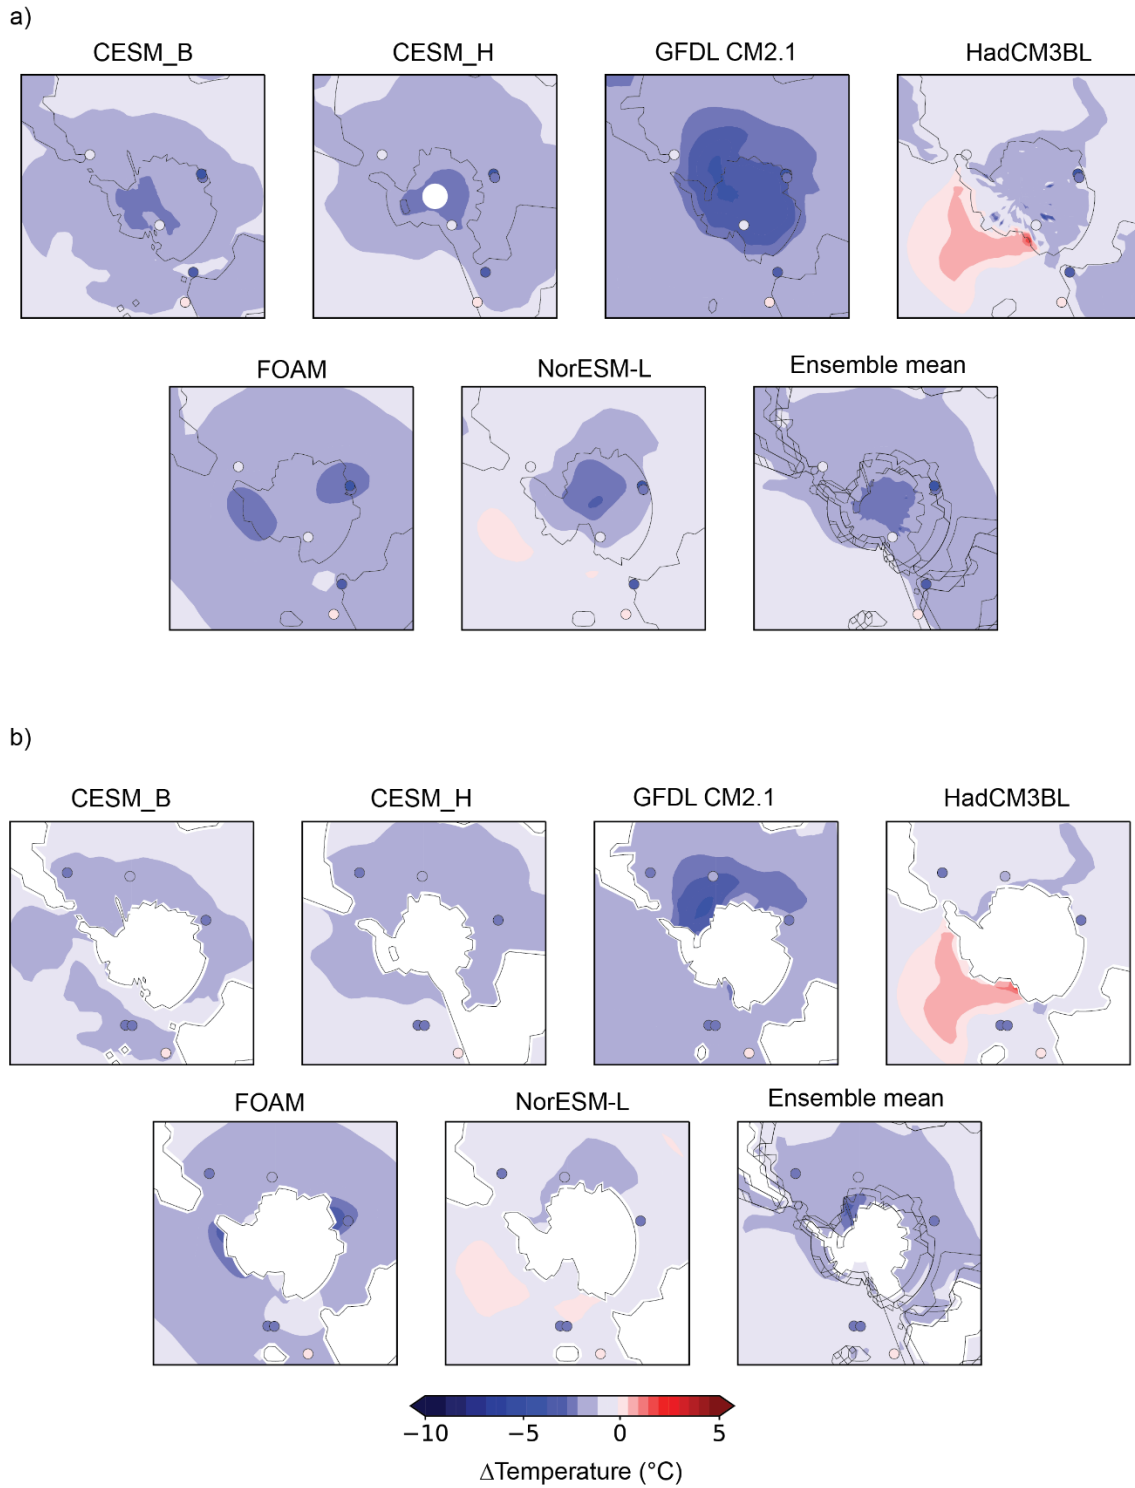 a)
CESM_B CESM_H GFDL CM2.1 HadCM3BL
FOAM NorESM-L Ensemble mean
b)
CESM_B CESM_H GFDL CM2.1 HadCM3BL
FOAM NorESM-L Ensemble mean
−10 −5 0 5
ΔTemperature (°C)